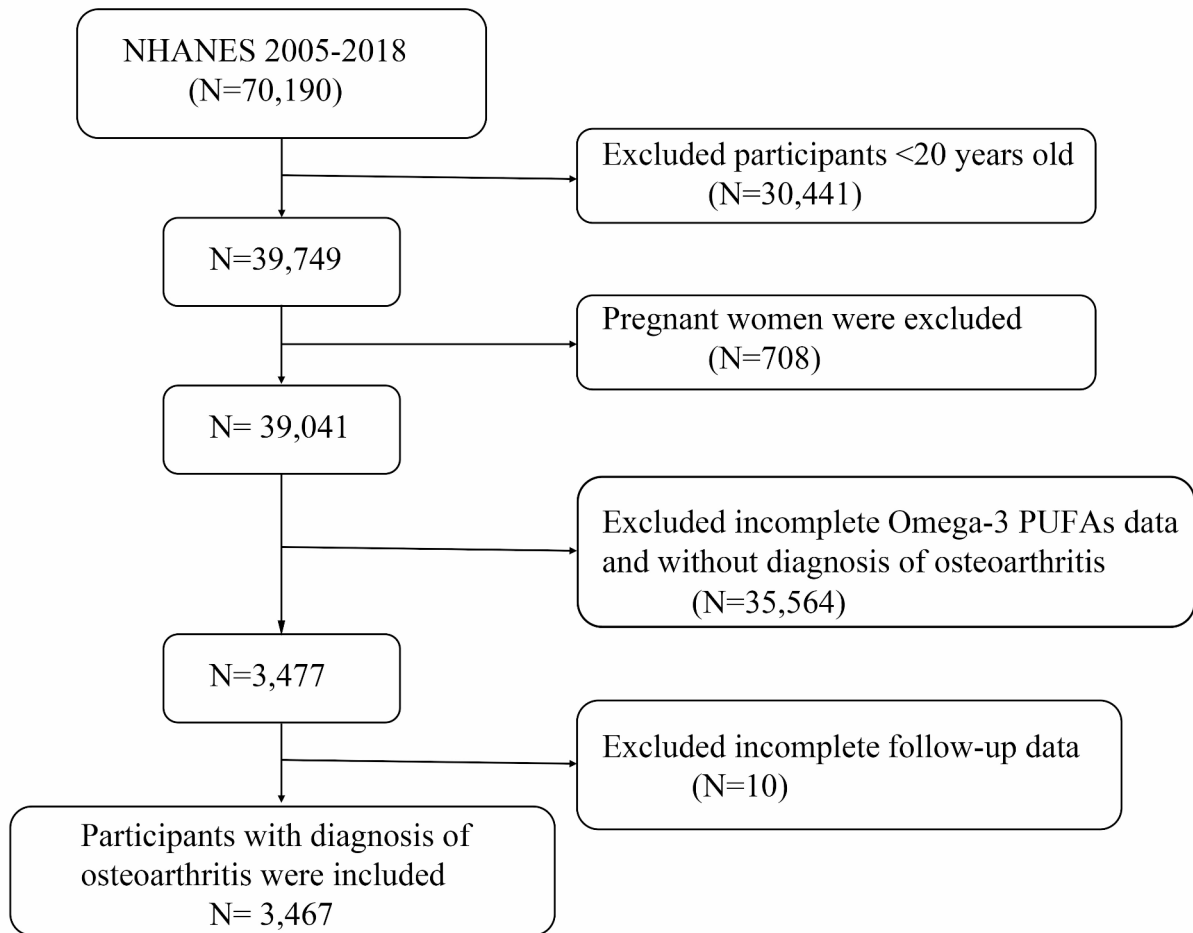 NHANES 2005-2018
(N=70,190)
Excluded participants <20 years old
(N=30,441)
N=39,749
Pregnant women were excluded
(N=708)
N= 39,041
Excluded incomplete Omega-3 PUFAs data
and without diagnosis of osteoarthritis
(N=35,564)
N=3,477
Excluded incomplete follow-up data
(N=10)
Participants with diagnosis of
osteoarthritis were included
N= 3,467